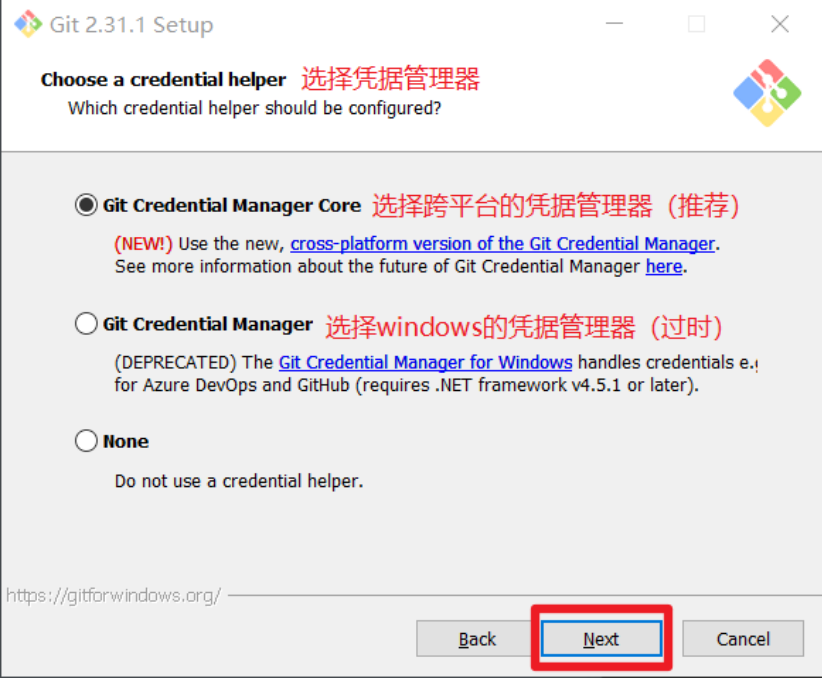 Git 2.31.1 Setup
Choose a credential helper 选择凭据管理器
Which credential helper should be configured?
Git Credential Manager Core 选择跨平台的凭据管理器（推荐）
(NEW!) Use the new, cross-platform version of the Git Credential Manager.
See more information about the future of Git Credential Manager here.
Git Credential Manager 选择windows的凭据管理器（过时）
(DEPRECATED) The Git Credential Manager for Windows handles credentials e.g
for Azure DevOps and GitHub (requires .NET framework v4.5.1 or later).
None
Do not use a credential helper.
https://gitforwindows.org/
Back Next Cancel